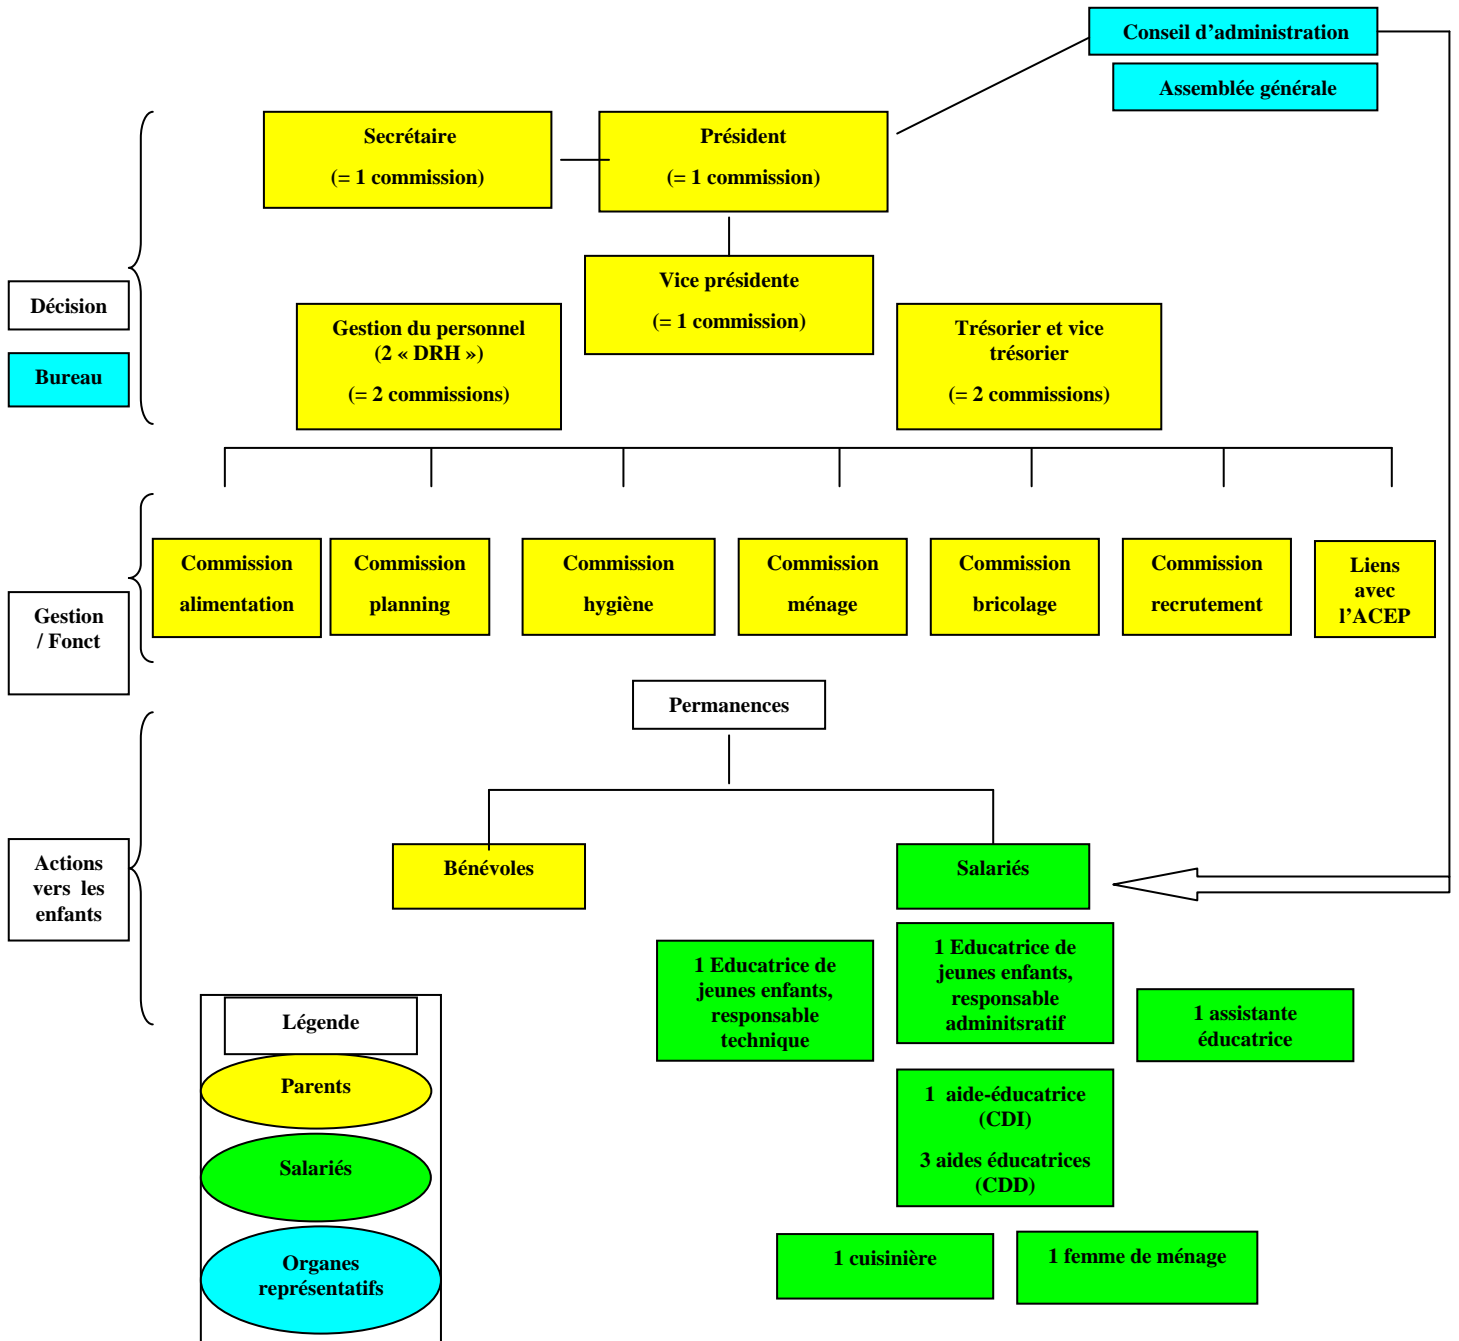 Conseil d'administration
Assemblée générale
Secrétaire
(= 1 commission)
Président
(= 1 commission)
Vice présidente
(= 1 commission)
Décision
Bureau
Gestion du personnel
(2 « DRH »)
(= 2 commissions)
Trésorier et vice
trésorier
(= 2 commissions)
Gestion
/ Fonct
Commission
alimentation
Commission
planning
Commission
hygiène
Commission
ménage
Commission
bricolage
Commission
recrutement
Liens
avec
l'ACEP
Permanences
Actions
vers les
enfants
Bénévoles
Salariés
1 Educatrice de
jeunes enfants,
responsable
technique
1 Educatrice de
jeunes enfants,
responsable
adminitsratif
1 assistante
éducatrice
1 aide-éducatrice
(CDI)
3 aides éducatrices
(CDD)
1 cuisinière
1 femme de ménage
Légende
Parents
Salariés
Organes
représentatifs